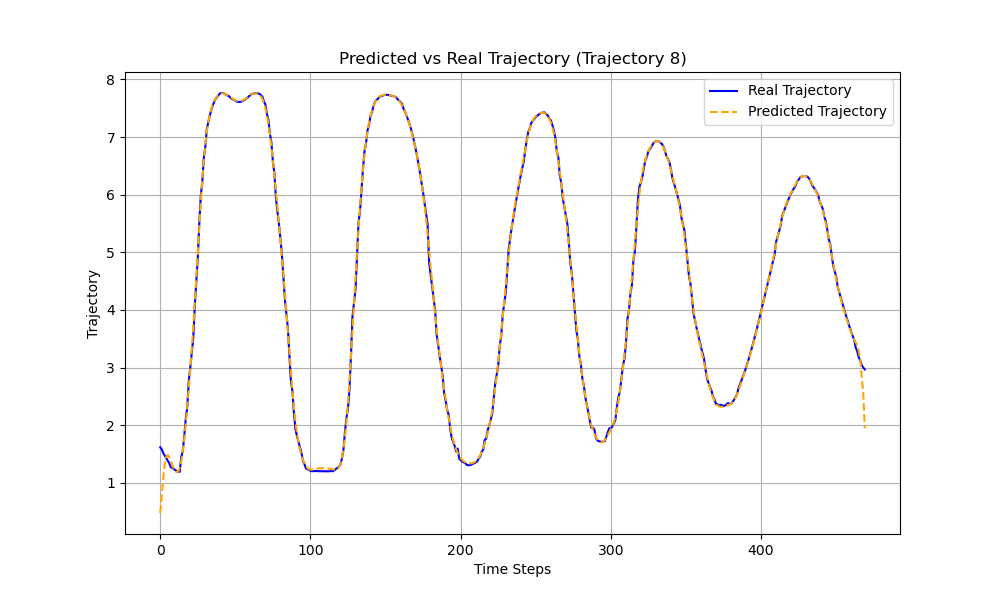 Predicted vs Real Trajectory (Trajectory 8)
Real Trajectory
Predicted Trajectory
Trajectory
8
7
6
5
4
3
2
1
0 100 200 300 400
Time Steps